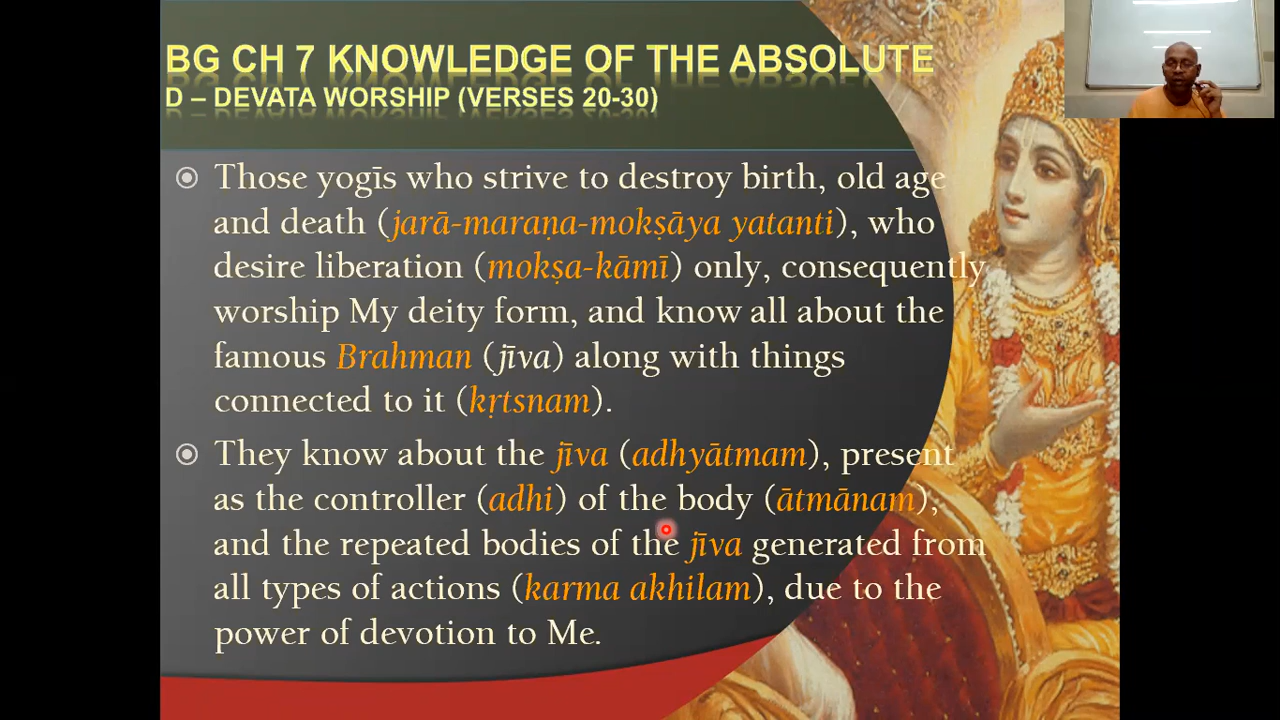 BG CH 7 KNOWLEDGE OF THE ABSOLUTE
D – DEVATA WORSHIP (VERSES 20-30)
Those yogīs who strive to destroy birth, old age
and death (jarā-maraṇa-mokṣāya yatanti), who
desire liberation (mokṣa-kāmī) only, consequently
worship My deity form, and know all about the
famous Brahman (jīva) along with things
connected to it (kṛtsnam).
They know about the jīva (adhyātmam), present
as the controller (adhi) of the body (ātmānam),
and the repeated bodies of the jīva generated from
all types of actions (karma akhilam), due to the
power of devotion to Me.